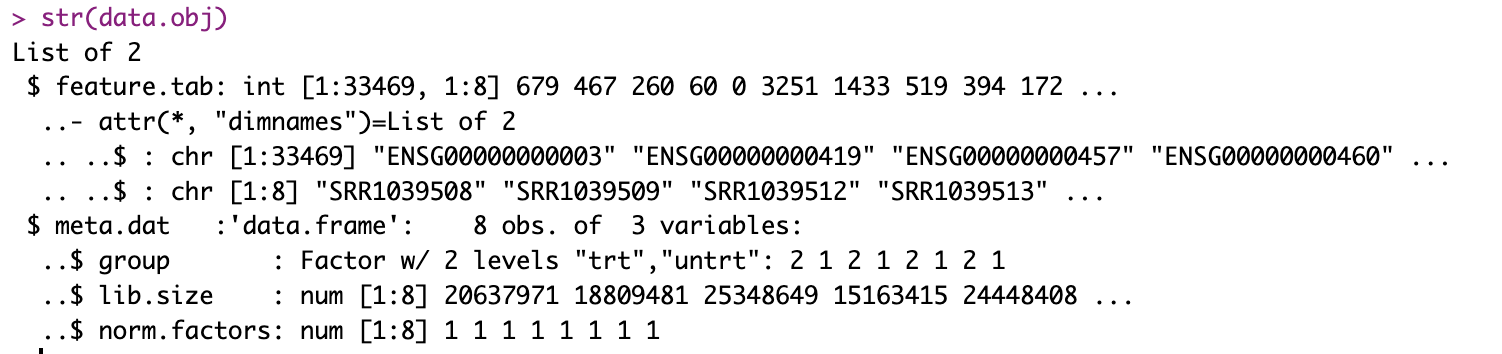 > str(data.obj)
List of 2
 $ feature.tab: int [1:33469, 1:8] 679 467 260 60 0 3251 1433 519 394 172 ...
  ..- attr(*, "dimnames")=List of 2
  .. ..$ : chr [1:33469] "ENSG00000000003" "ENSG00000000419" "ENSG00000000457" "ENSG00000000460" ...
  .. ..$ : chr [1:8] "SRR1039508" "SRR1039509" "SRR1039512" "SRR1039513" ...
 $ meta.dat   :'data.frame':    8 obs. of  3 variables:
  ..$ group       : Factor w/ 2 levels "trt","untrt": 2 1 2 1 2 1 2 1
  ..$ lib.size    : num [1:8] 20637971 18809481 25348649 15163415 24448408 ...
  ..$ norm.factors: num [1:8] 1 1 1 1 1 1 1 1